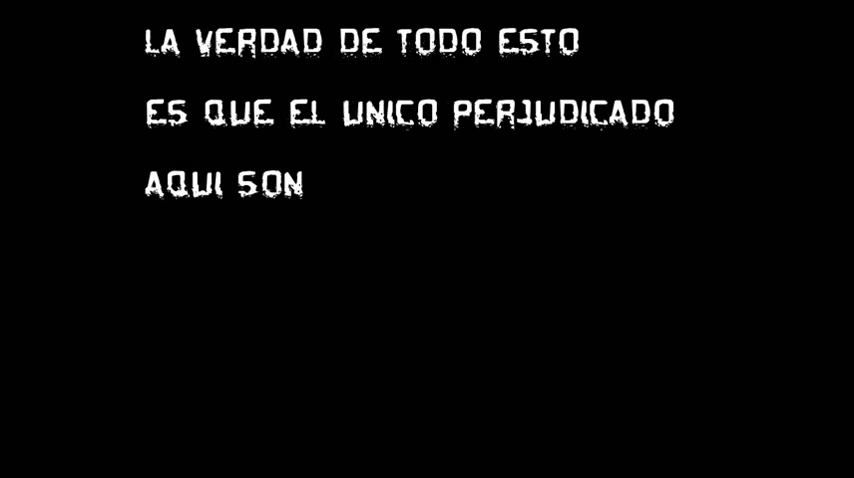 LA VERDAD DE TODO ESTO
ES QUE EL UNICO PERJUDICADO
AQUI SON